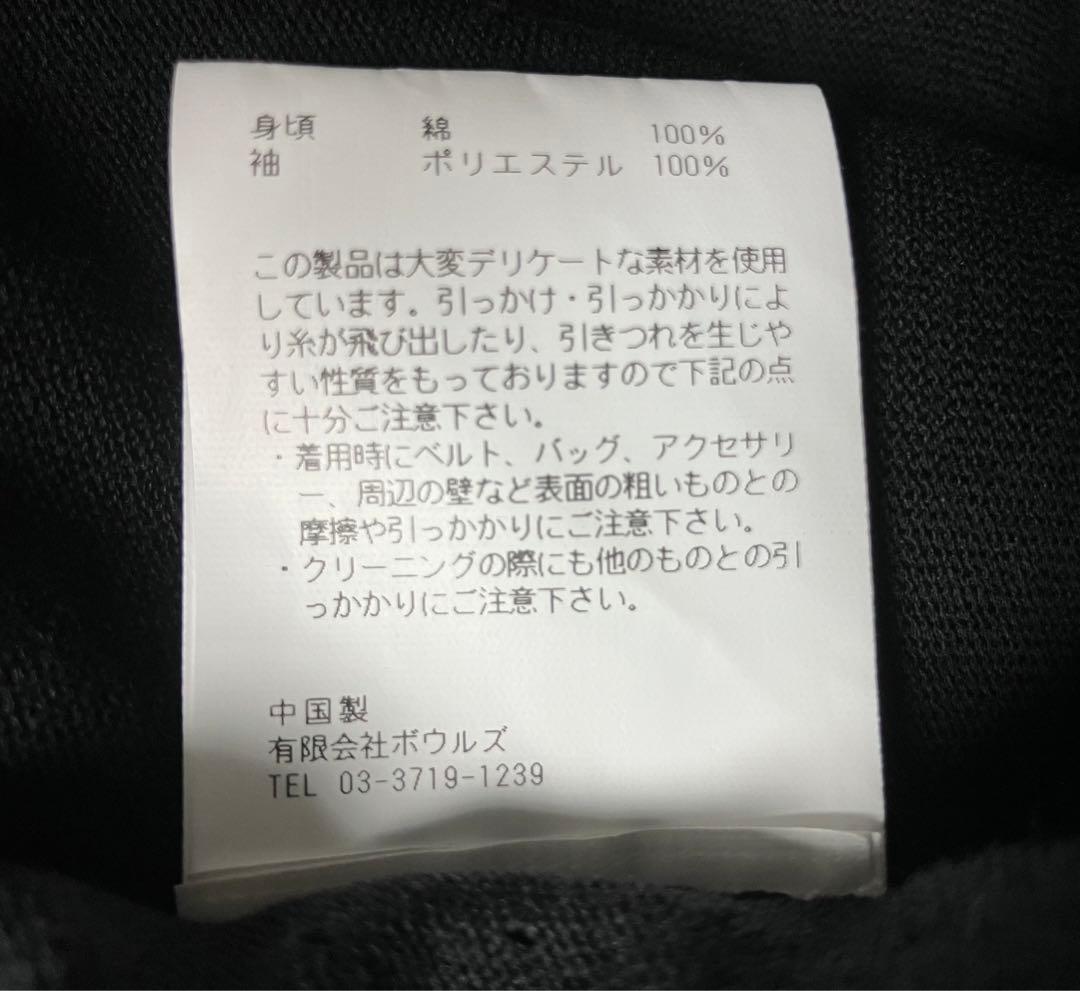 身頃 綿 100%
袖 ポリエステル 100%
この製品は大変デリケートな素材を使用
しています。引っかけ・引っかかりによ
り糸が飛び出したり、引きつれを生じや
すい性質をもっておりますので下記の点
に十分ご注意下さい。
・着用時にベルト、バッグ、アクセサリ
ー、周辺の壁など表面の粗いものとの
摩擦や引っかかりにご注意下さい。
・クリーニングの際にも他のものとの引
っかかりにご注意下さい。
中国製
有限会社ボウルズ
TEL 03-3719-1239